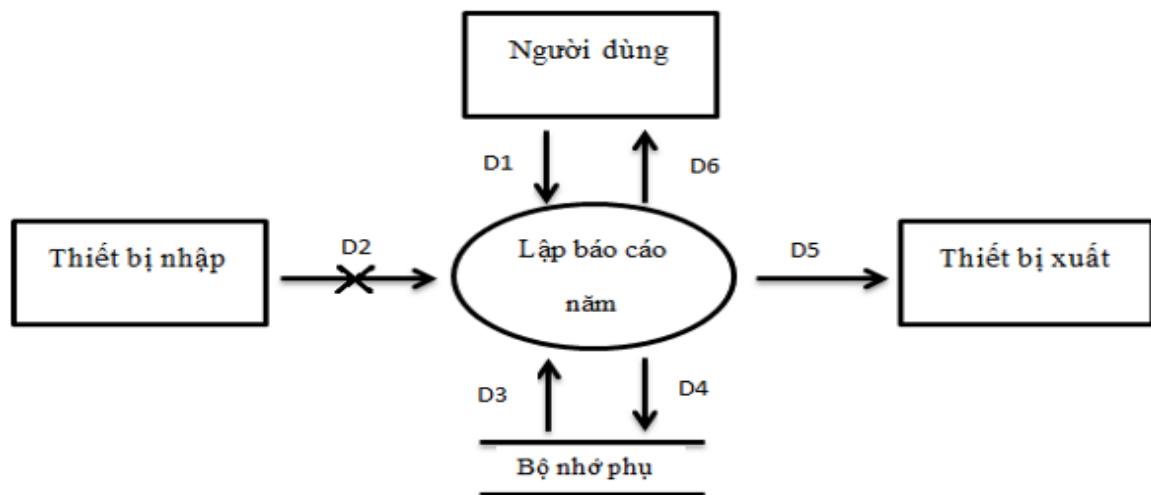 Người dùng
D1
D6
Thiết bị nhập
D2
Lập báo cáo
năm
D5
Thiết bị xuất
D3
D4
Bộ nhớ phụ